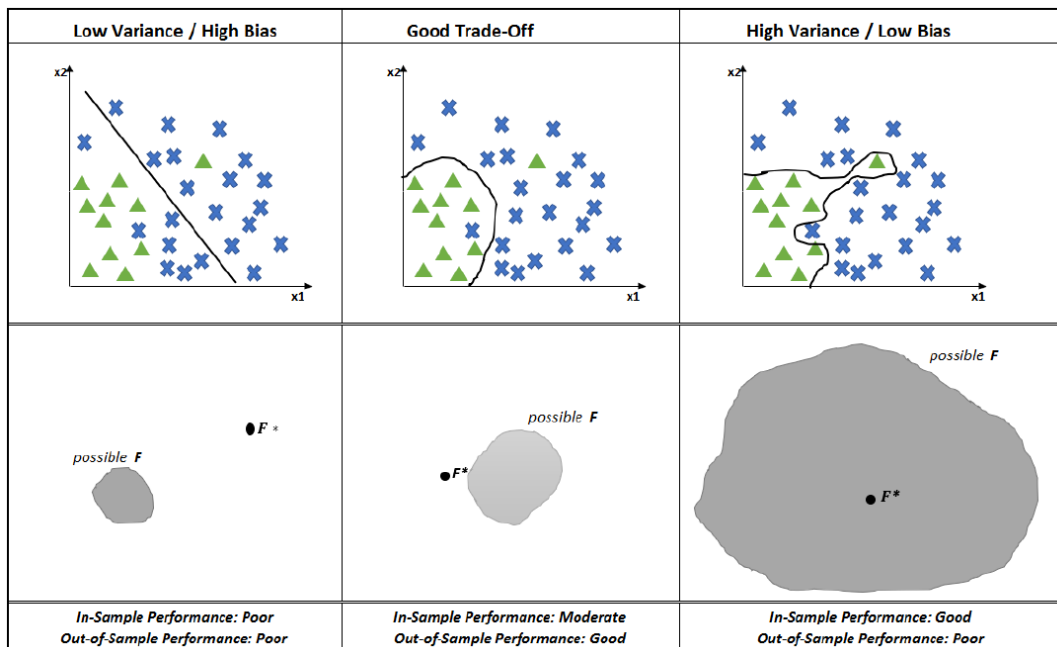 Low Variance / High Bias
Good Trade-Off
High Variance / Low Bias
x2
x1
x2
x1
x2
x1
possible F
F *
possible F
F*
possible F
F*
In-Sample Performance: Poor
Out-of-Sample Performance: Poor
In-Sample Performance: Moderate
Out-of-Sample Performance: Good
In-Sample Performance: Good
Out-of-Sample Performance: Poor